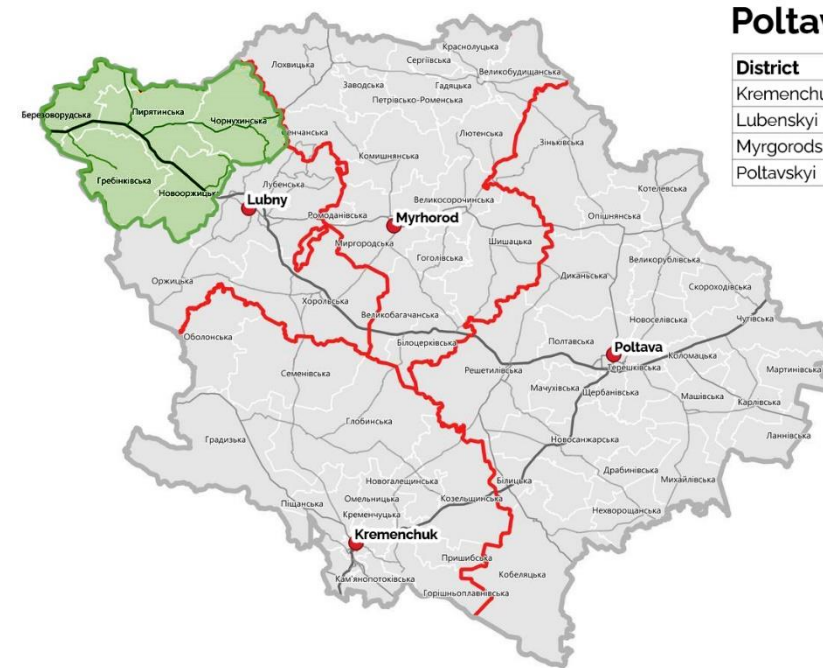 Poltav
District
Kremenchu
Lubenskyi
Myrgorods
Poltavskyi
Краснолуцька
Сергіївська
Лохвицька
Великобудищанська
Заводська
Гадяцька
Петрівсько-Роменська
Березоворудська
Пирятинська
Чорнухинська
Лютенська
енчанська
Зіньківська
Комишнянська
Гребінківська
Новооржицьк
Лубенська
Lubny
Великосорочинська
Котелевська
Ромоданівська
Myrhorod
Опішнянська
Миргородська
Шишацька
Гоголівська
Великорублівська
Оржицька
Диканьська
Скороходівська
Хорольська
Великобагачанська
Новоселівська
Чутівська
Оболонська
Білоцерківська
Полтавська
Poltava
Коломацька
Семенівська
Решетилівська
Терешківська
Мартинівська
Мачухівська
Щербанівська
Машівська
Карлівська
Глобинська
Ланнівська
Градизька
Новосанжарська
Драбинівська
Михайлівська
Новогалещинська
Білицька
Піщанська
Омельницька
Козельщинська
Нехворощанська
Кременчуцька
Kremenchuk
Пришибська
Кобеляцька
Кам'янопотоківська
Горішньоплавнівська